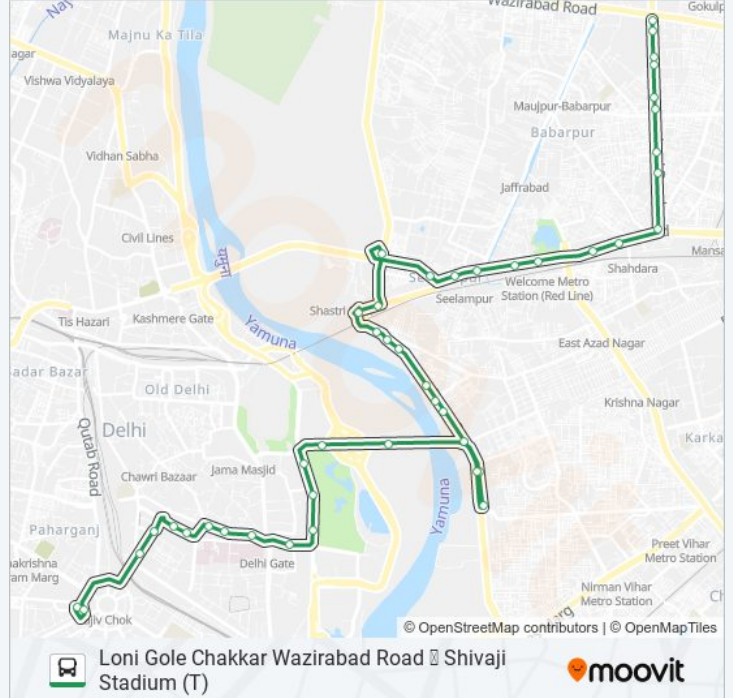 Wazirabad Road
Gokulp
Majnu Ka Tila
agar
Vishwa Vidyalaya
Maujpur-Babarpur
Babarpur
Vidhan Sabha
Jaffrabad
Civil Lines
Mansa
Shahdara
Welcome Metro
Station (Red Line)
Seelampur
Shastri
Tis Hazari
Kashmere Gate
Yamuna
East Azad Nagar
adar Bazar
Old Delhi
Krishna Nagar
Delhi
Qutab Road
Karka
Chawri Bazaar
Jama Masjid
Yamuna
Paharganj
Preet Vihar
Metro Station
Delhi Gate
akrishna
ram Marg
Nirman Vihar
Metro Station
jiv Chok
© OpenStreetMap contributors | © OpenMapTiles
Loni Gole Chakkar Wazirabad Road Shivaji
Stadium (T)
moovit